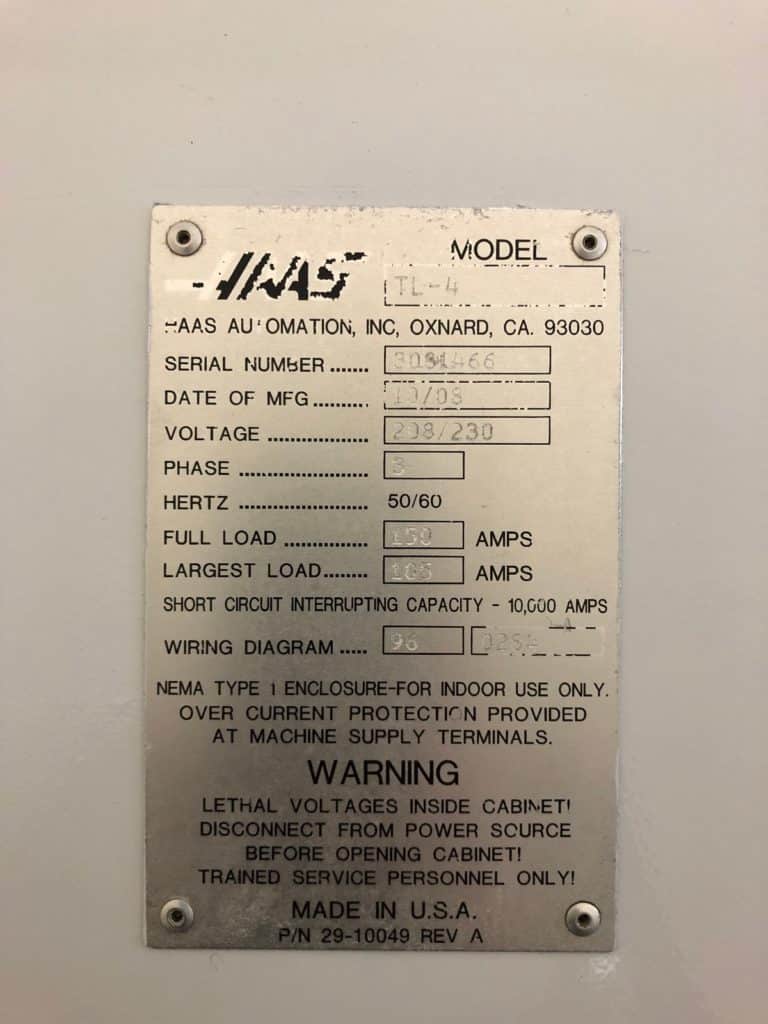 HAAS MODEL
TL-4
HAAS AUTOMATION, INC, OXNARD, CA. 93030
SERIAL NUMBER .......
DATE OF MFG.......... 10/08
VOLTAGE .................. 208/230
PHASE ....................... 3
HERTZ ....................... 50/60
FULL LOAD ............... 150 AMPS
LARGEST LOAD........ AMPS
SHORT CIRCUIT INTERRUPTING CAPACITY - 10,000 AMPS
WIRING DIAGRAM ..... 96
NEMA TYPE 1 ENCLOSURE-FOR INDOOR USE ONLY.
OVER CURRENT PROTECTION PROVIDED
AT MACHINE SUPPLY TERMINALS.
WARNING
LETHAL VOLTAGES INSIDE CABINET!
DISCONNECT FROM POWER SOURCE
BEFORE OPENING CABINET!
TRAINED SERVICE PERSONNEL ONLY!
MADE IN U.S.A.
P/N 29-10049 REV A